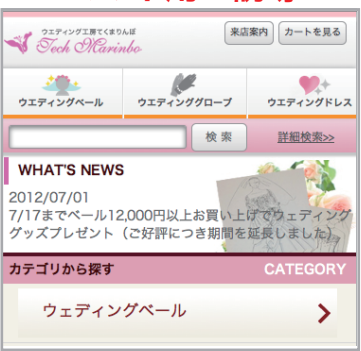 ウエディング工房てくまりんぼ
Tech Marinbo
来店案内
カートを見る
ウエディングベール
ウエディンググローブ
ウエディングドレス
検 索
詳細検索>>
WHAT'S NEWS
2012/07/01
7/17までベール12,000円以上お買い上げでウェディング
グッズプレゼント（ご好評につき期間を延長しました）
カテゴリから探す
CATEGORY
ウェディングベール